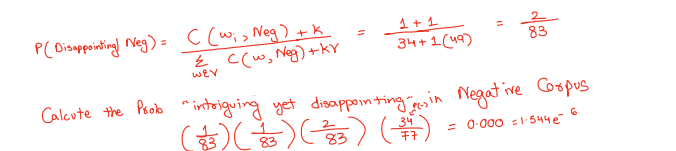 P(Disappointing| Neg) = C(wi, Neg) + k / Σ w∈V C(w, Neg) + kV = 1 + 1 / 34 + 1(49) = 2 / 83
Calcute the Prob "intriguing yet disappointing" in Negative Corpus
P(-)
(1/83) (1/83) (2/83) (34/77) = 0.000 = 1.544e^-6